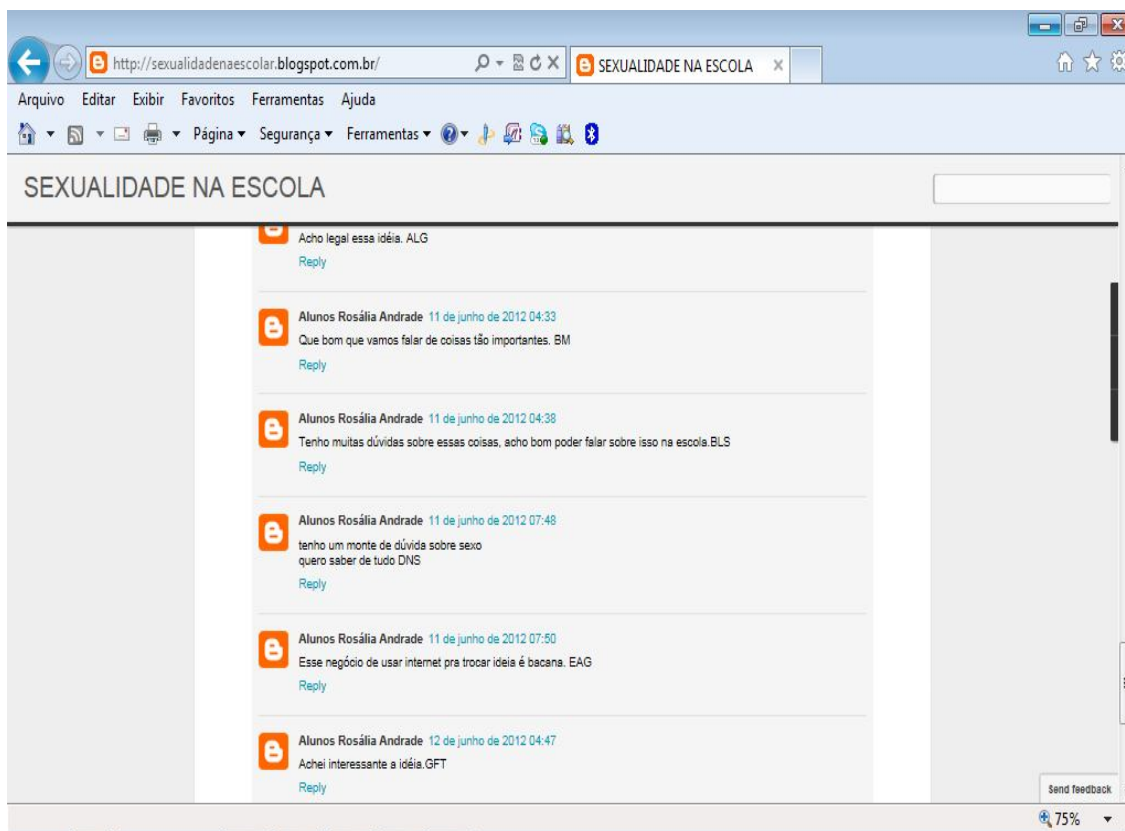 http://sexualidadenaescolar.blogspot.com.br/
SEXUALIDADE NA ESCOLA
Arquivo Editar Exibir Favoritos Ferramentas Ajuda
Página Segurança Ferramentas
SEXUALIDADE NA ESCOLA
Acho legal essa idéia. ALG
Reply
Alunos Rosália Andrade 11 de junho de 2012 04:33
Que bom que vamos falar de coisas tão importantes. BM
Reply
Alunos Rosália Andrade 11 de junho de 2012 04:38
Tenho muitas dúvidas sobre essas coisas, acho bom poder falar sobre isso na escola.BLS
Reply
Alunos Rosália Andrade 11 de junho de 2012 07:48
tenho um monte de dúvida sobre sexo
quero saber de tudo DNS
Reply
Alunos Rosália Andrade 11 de junho de 2012 07:50
Esse negócio de usar internet pra trocar ideia é bacana. EAG
Reply
Alunos Rosália Andrade 12 de junho de 2012 04:47
Achei interessante a idéia.GFT
Reply
Send feedback
75%